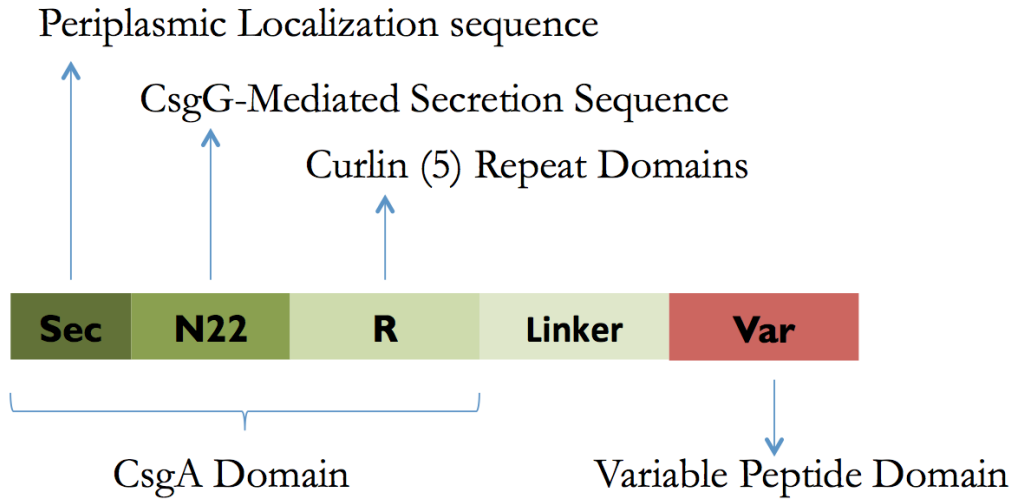 Periplasmic Localization sequence
CsgG-Mediated Secretion Sequence
Curlin (5) Repeat Domains
Sec N22 R Linker Var
CsgA Domain Variable Peptide Domain